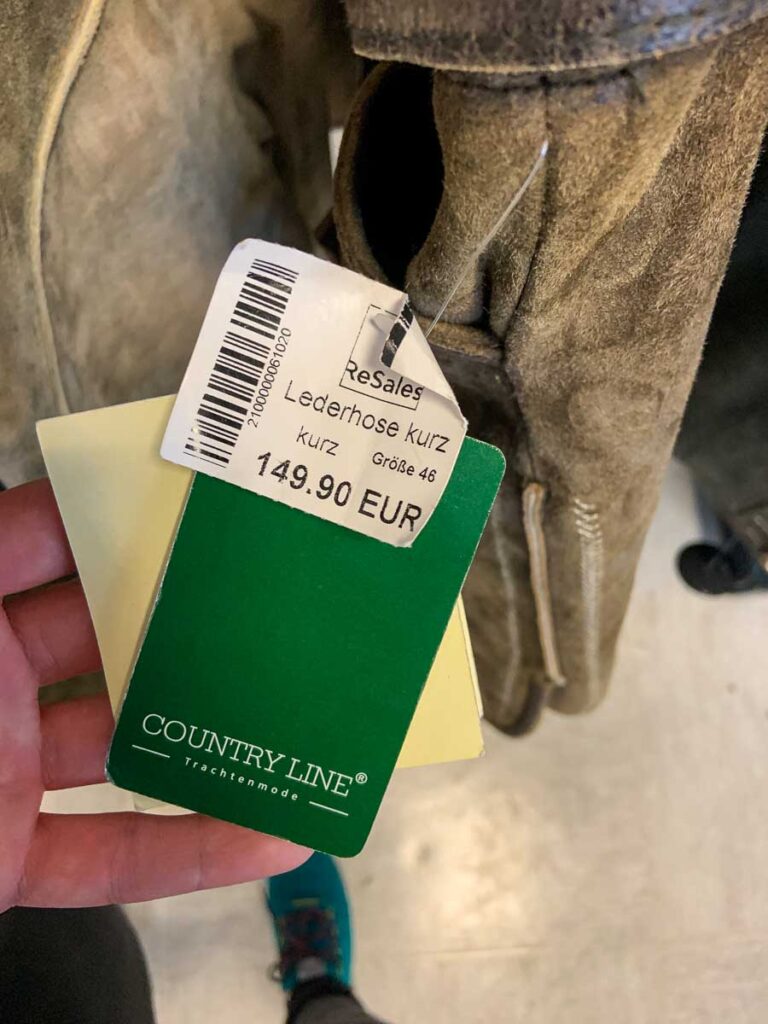 2100000061020
ReSales
Lederhose kurz
kurz Größe 46
149.90 EUR
COUNTRY LINE®
Trachtenmode